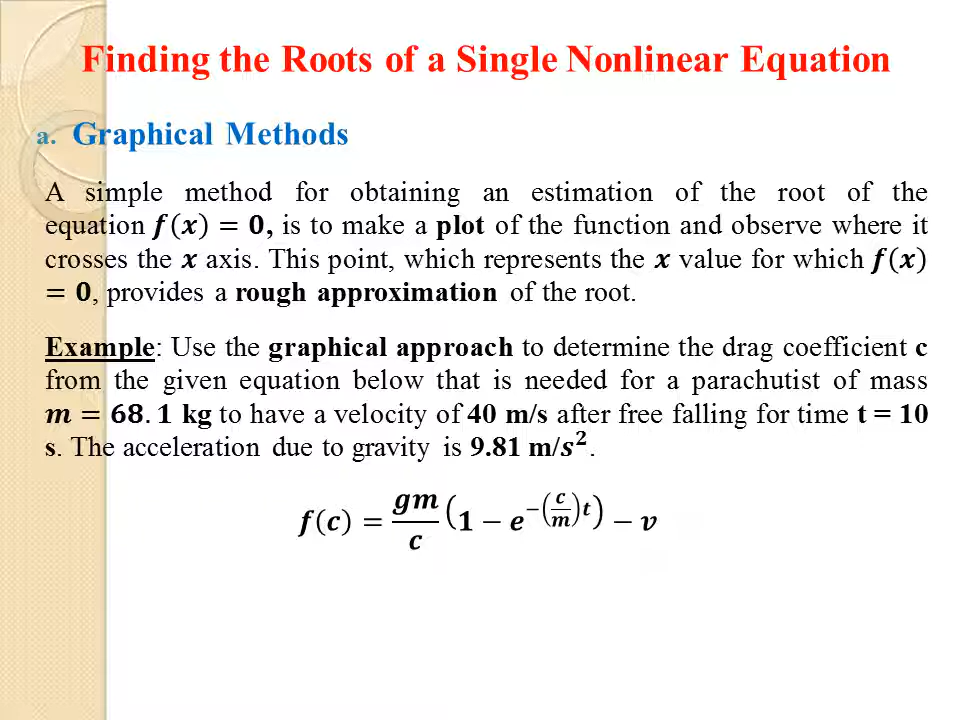 Finding the Roots of a Single Nonlinear Equation
a. Graphical Methods
A simple method for obtaining an estimation of the root of the
equation 𝒇(𝒙) = 𝟎, is to make a plot of the function and observe where it
crosses the 𝒙 axis. This point, which represents the 𝒙 value for which 𝒇(𝒙)
= 𝟎, provides a rough approximation of the root.
Example: Use the graphical approach to determine the drag coefficient c
from the given equation below that is needed for a parachutist of mass
𝒎 = 𝟔𝟖. 𝟏 kg to have a velocity of 40 m/s after free falling for time t = 10
s. The acceleration due to gravity is 9.81 m/𝒔².
𝒇(𝒄) = 𝒈𝒎/𝒄 (𝟏 − 𝒆^(−(𝒄/𝒎)𝒕)) − 𝒗